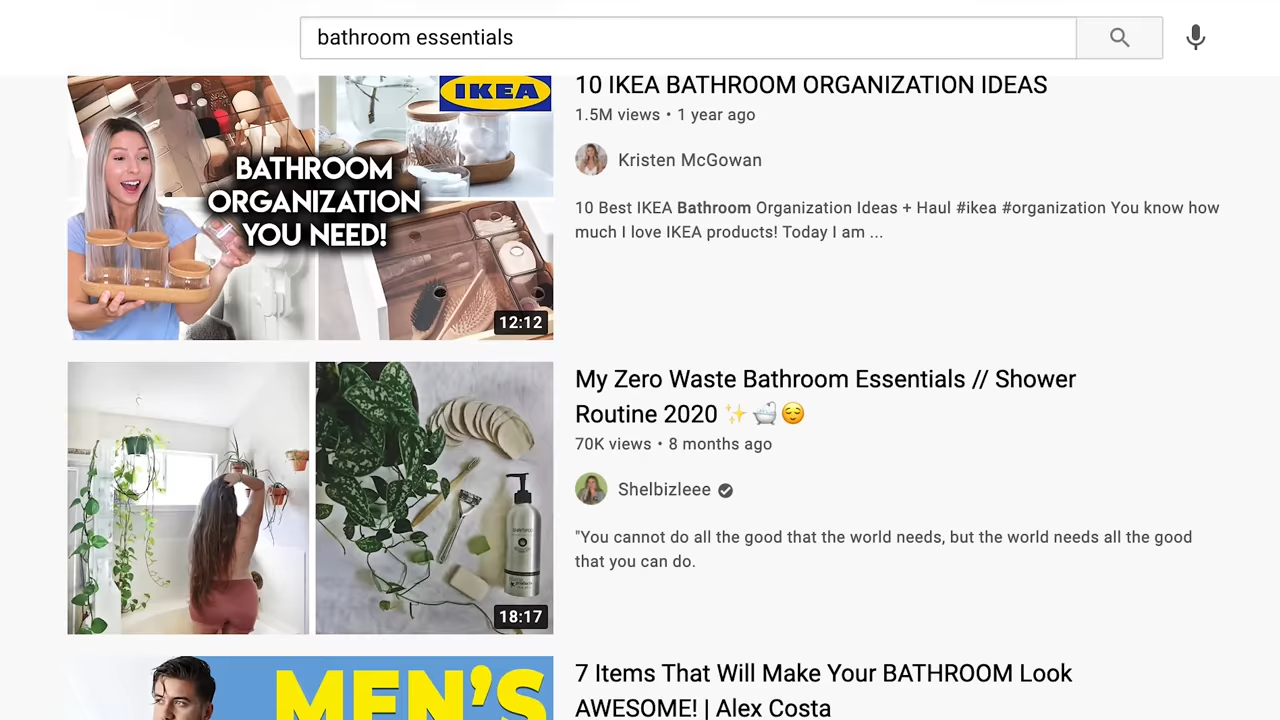 bathroom essentials
IKEA
BATHROOM
ORGANIZATION
YOU NEED!
12:12
10 IKEA BATHROOM ORGANIZATION IDEAS
1.5M views • 1 year ago
Kristen McGowan
10 Best IKEA Bathroom Organization Ideas + Haul #ikea #organization You know how
much I love IKEA products! Today I am ...
18:17
My Zero Waste Bathroom Essentials // Shower
Routine 2020 ✨🛁😌
70K views • 8 months ago
Shelbizleee
"You cannot do all the good that the world needs, but the world needs all the good
that you can do.
MEN'S
7 Items That Will Make Your BATHROOM Look
AWESOME! | Alex Costa